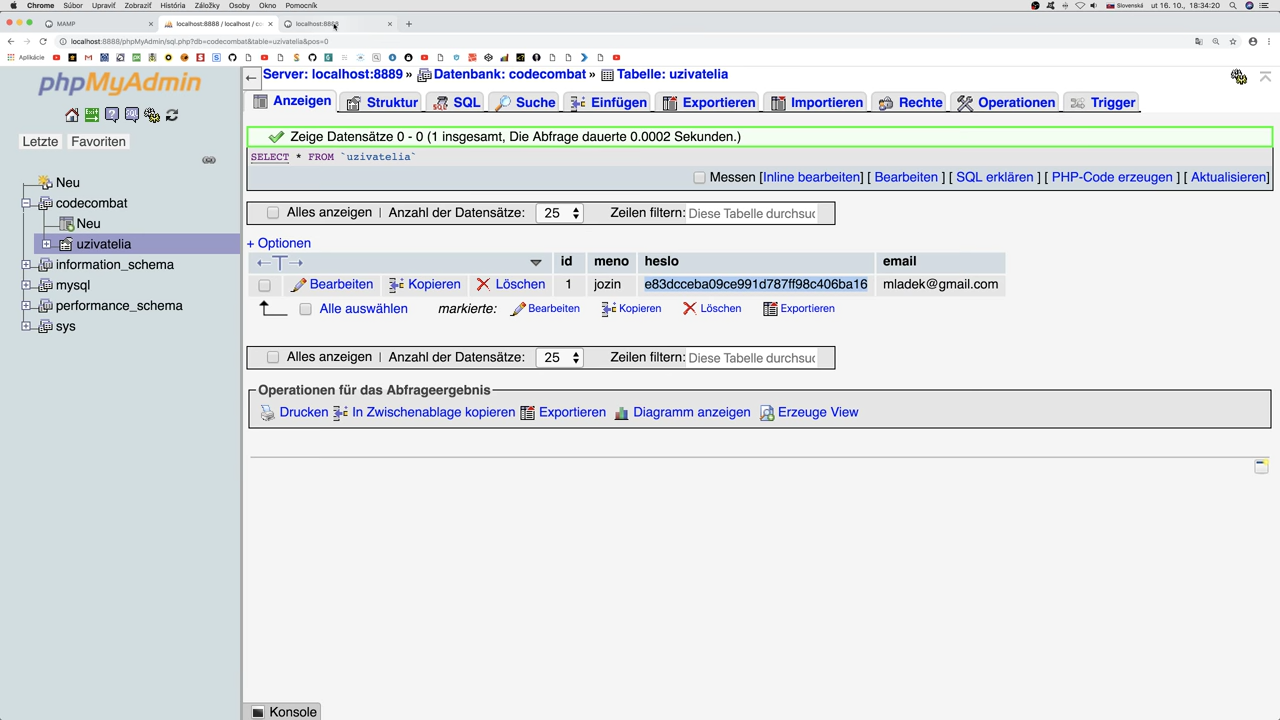 Chrome Súbor Upraviť Zobraziť História Záložky Osoby Okno Pomocník
Slovenská ut 16. 10., 18:34:20
MAMP
localhost:8888 / localhost / co...
localhost:8888
localhost:8888/phpMyAdmin/sql.php?db=codecombat&table=uzivatelia&pos=0
Aplikácie
phpMyAdmin
Letzte Favoriten
Neu
codecombat
Neu
uzivatelia
information_schema
mysql
performance_schema
sys
Server: localhost:8889 » Datenbank: codecombat » Tabelle: uzivatelia
Anzeigen Struktur SQL Suche Einfügen Exportieren Importieren Rechte Operationen Trigger
Zeige Datensätze 0 - 0 (1 insgesamt, Die Abfrage dauerte 0.0002 Sekunden.)
SELECT * FROM `uzivatelia`
Messen [Inline bearbeiten] [ Bearbeiten ] [ SQL erklären ] [ PHP-Code erzeugen ] [ Aktualisieren]
Alles anzeigen | Anzahl der Datensätze: 25 Zeilen filtern: Diese Tabelle durchsuc
+ Optionen
←T→ id meno heslo email
Bearbeiten Kopieren Löschen 1 jozin e83dcceba09ce991d787ff98c406ba16 mladek@gmail.com
Alle auswählen markierte: Bearbeiten Kopieren Löschen Exportieren
Alles anzeigen | Anzahl der Datensätze: 25 Zeilen filtern: Diese Tabelle durchsuc
Operationen für das Abfrageergebnis
Drucken In Zwischenablage kopieren Exportieren Diagramm anzeigen Erzeuge View
Konsole